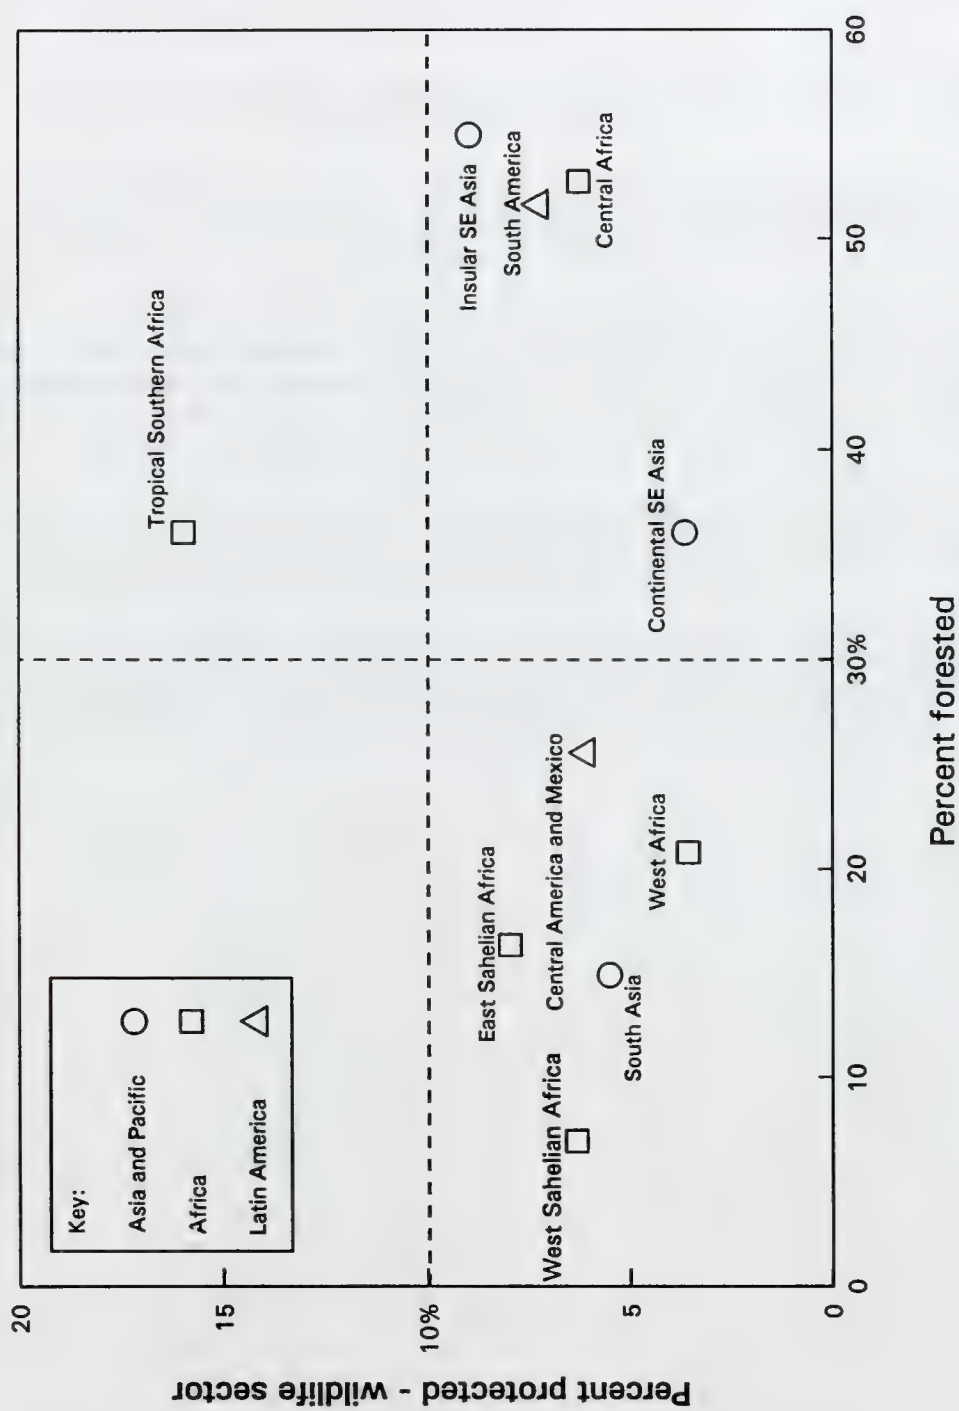 Percent protected - wildlife sector
20
15
10%
5
0
Key:
Asia and Pacific
Africa
Latin America
Tropical Southern Africa
Insular SE Asia
South America
Central Africa
Continental SE Asia
East Sahelian Africa
Central America and Mexico
West Africa
West Sahelian Africa
South Asia
0
10
20
30%
40
50
60
Percent forested